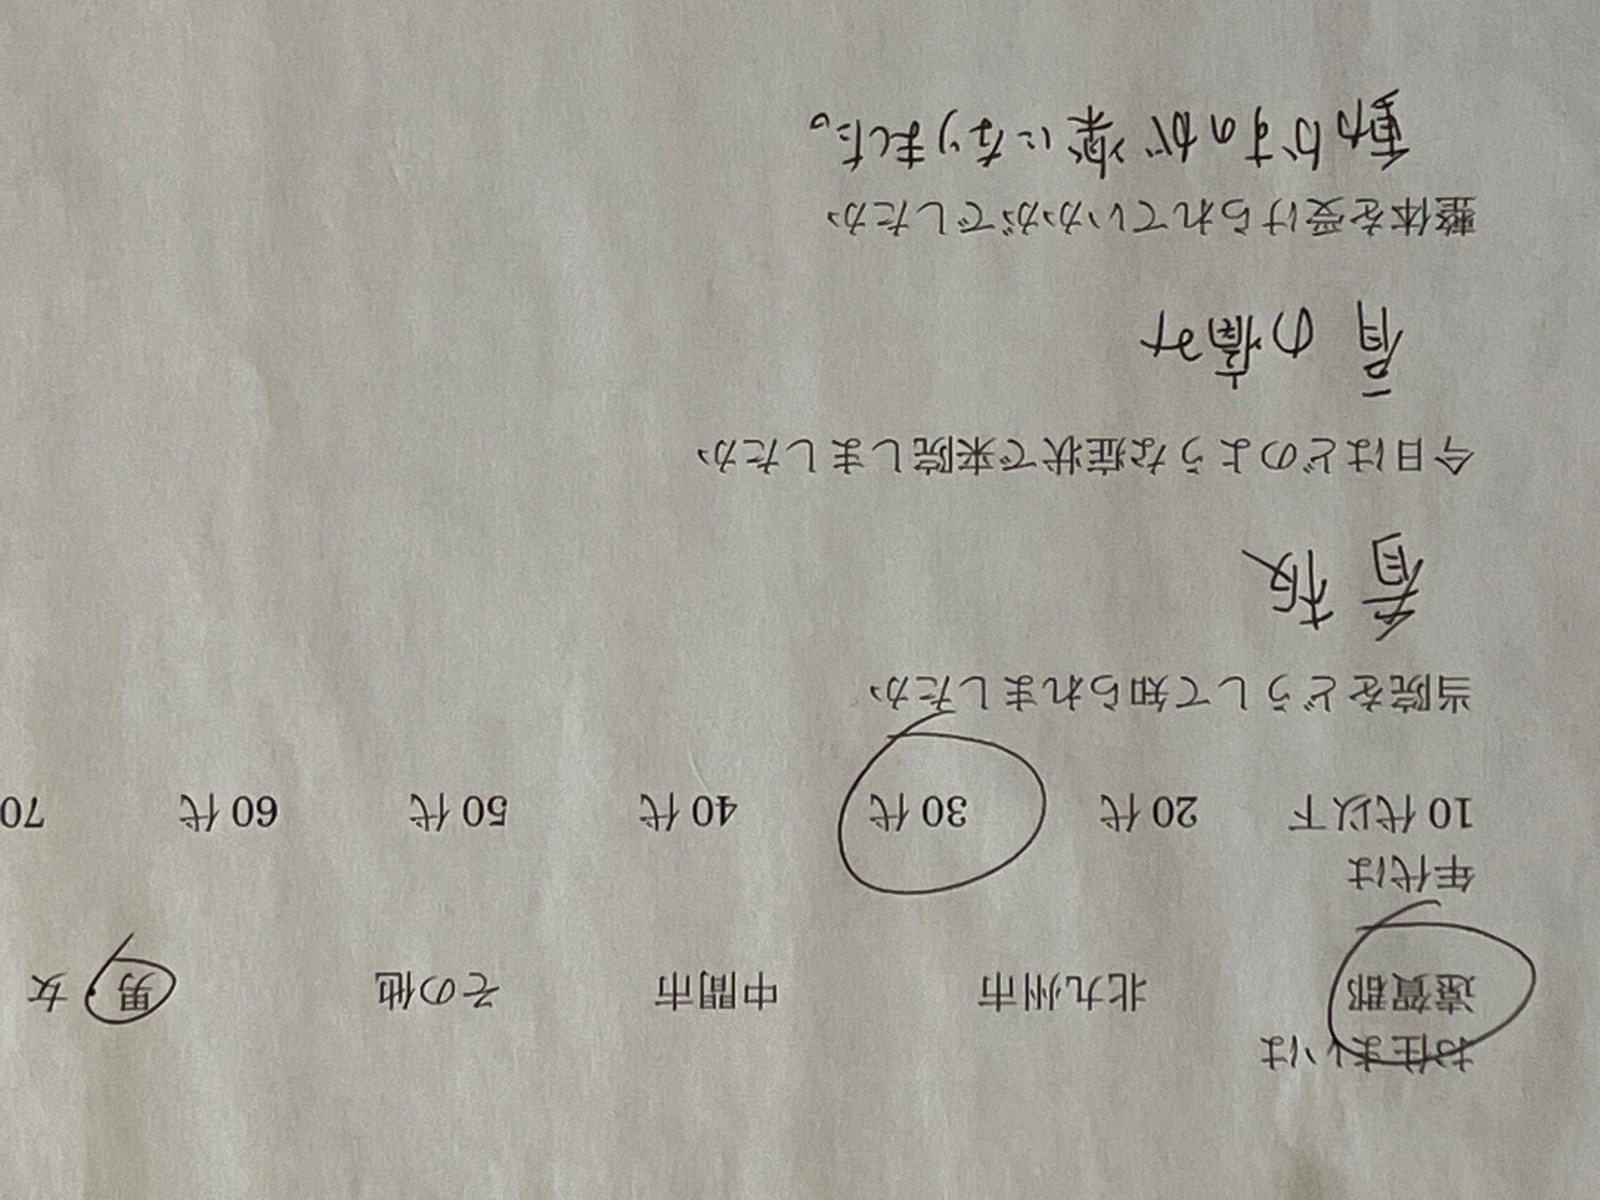 お住まいは
遠賀郡 北九州市 中間市 その他 男・女
年代は
10代以下 20代 30代 40代 50代 60代 70
当院をどうして知られましたか
看板
今日はどのような症状で来院しましたか
肩の痛み
整体を受けられていかがでしたか
動かすのが楽になりました。